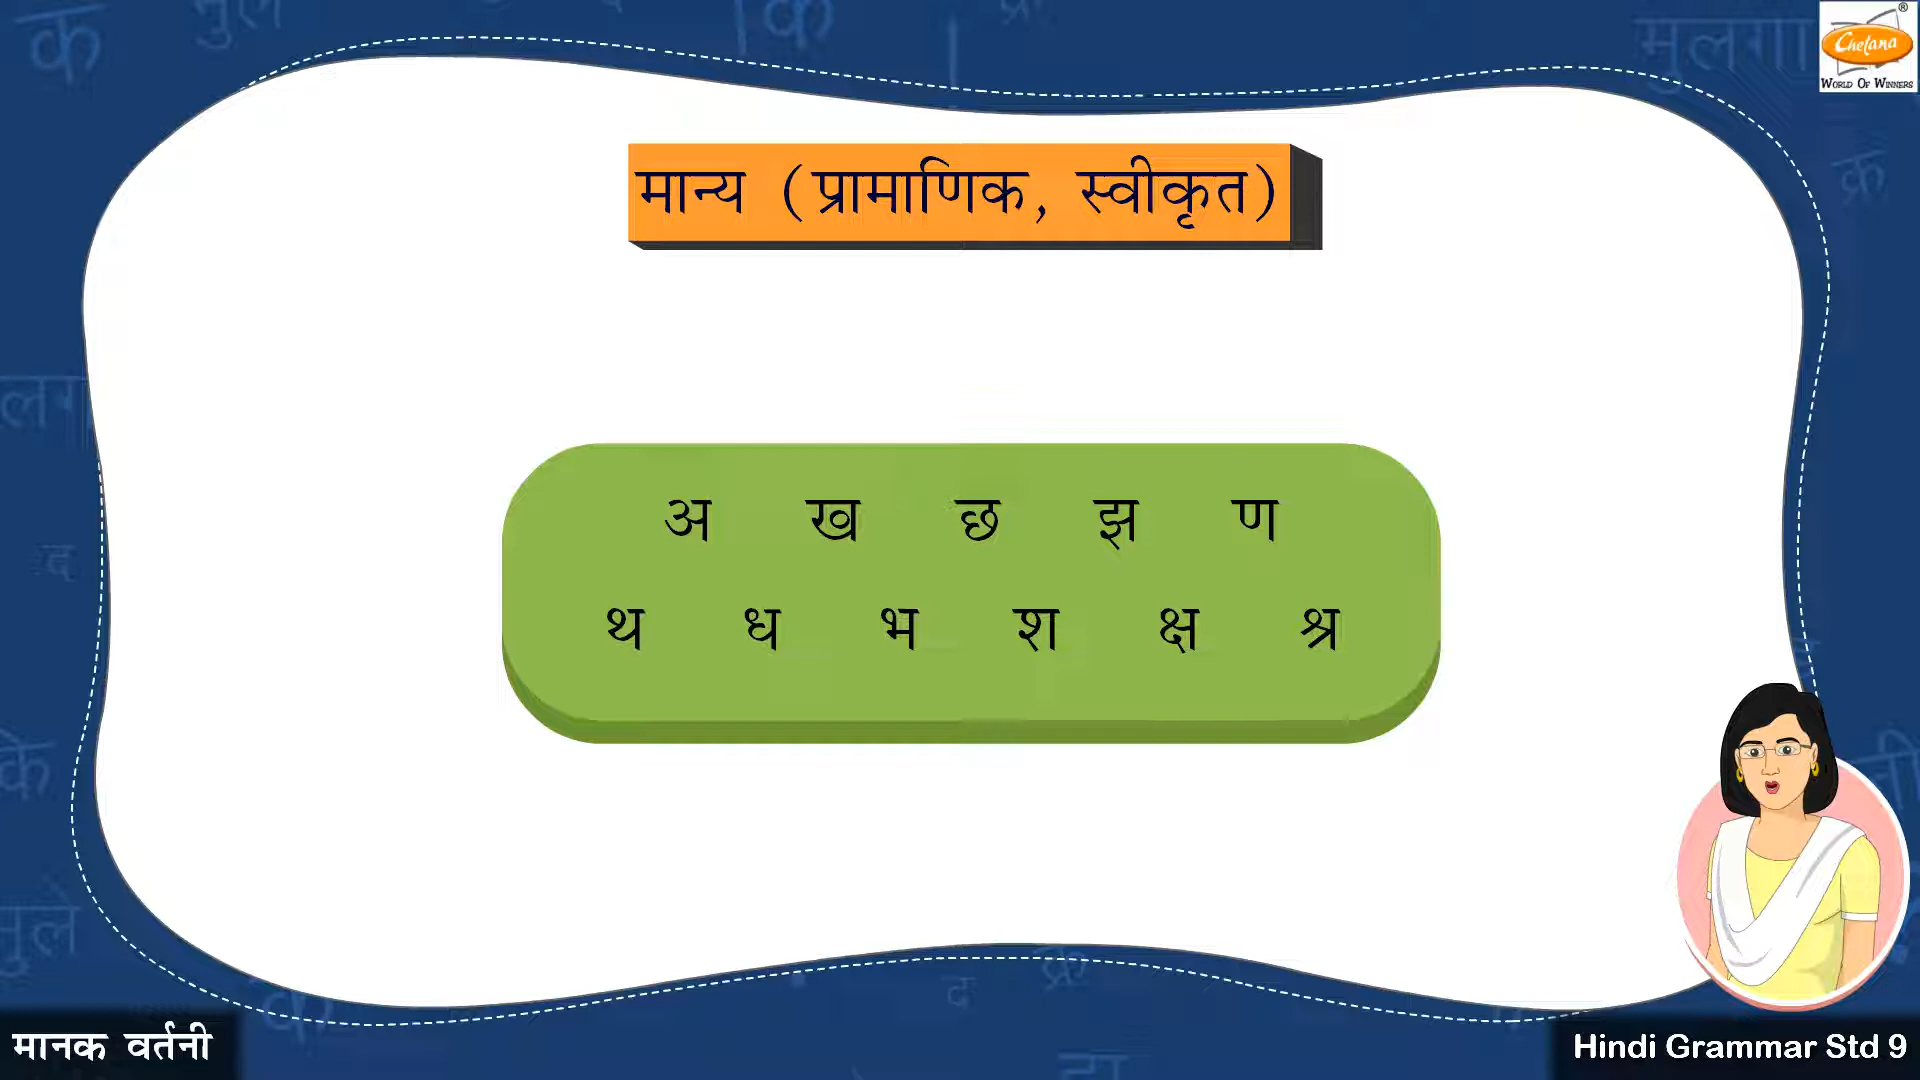 Chetana
WORLD OF WINNERS
मान्य (प्रामाणिक, स्वीकृत)
अ ख छ झ ण
थ ध भ श क्ष श्र
मानक वर्तनी
Hindi Grammar Std 9